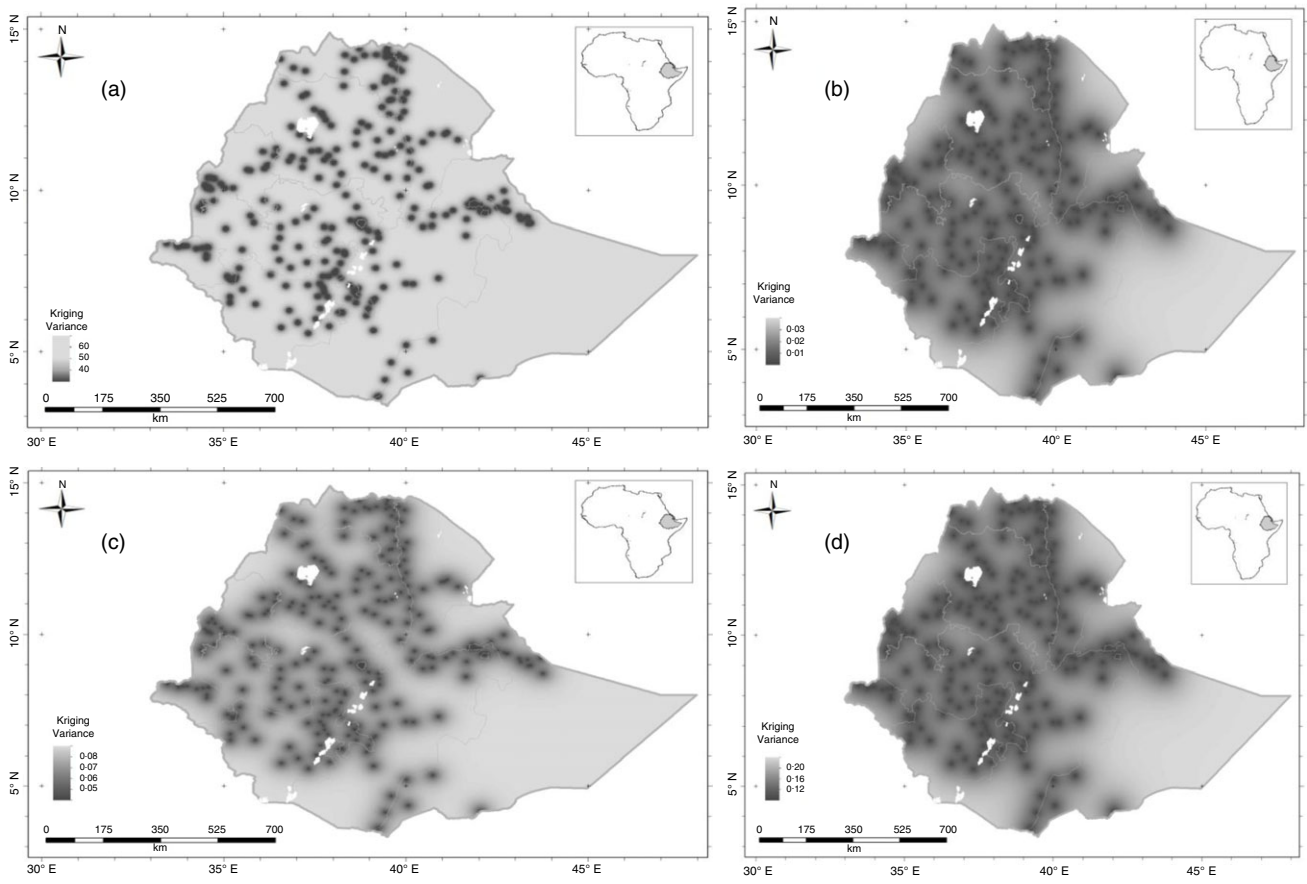 N
15° N
(a)
10° N
5° N
Kriging
Variance
60
50
40
0 175 350 525 700
km
30° E 35° E 40° E 45° E
N
15° N
(b)
10° N
5° N
Kriging
Variance
0·03
0·02
0·01
0 175 350 525 700
km
30° E 35° E 40° E 45° E
N
15° N
(c)
10° N
5° N
Kriging
Variance
0·08
0·07
0·06
0·05
0 175 350 525 700
km
30° E 35° E 40° E 45° E
N
15° N
(d)
10° N
5° N
Kriging
Variance
0·20
0·16
0·12
0 175 350 525 700
km
30° E 35° E 40° E 45° E